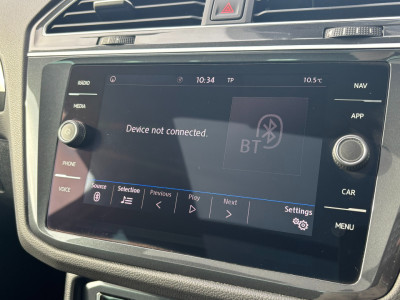 RADIO
MEDIA
PHONE
VOICE
10:34 TP 10.5°C
Device not connected.
BT
Source Selection Previous Play Next Settings
NAV
APP
CAR
MENU